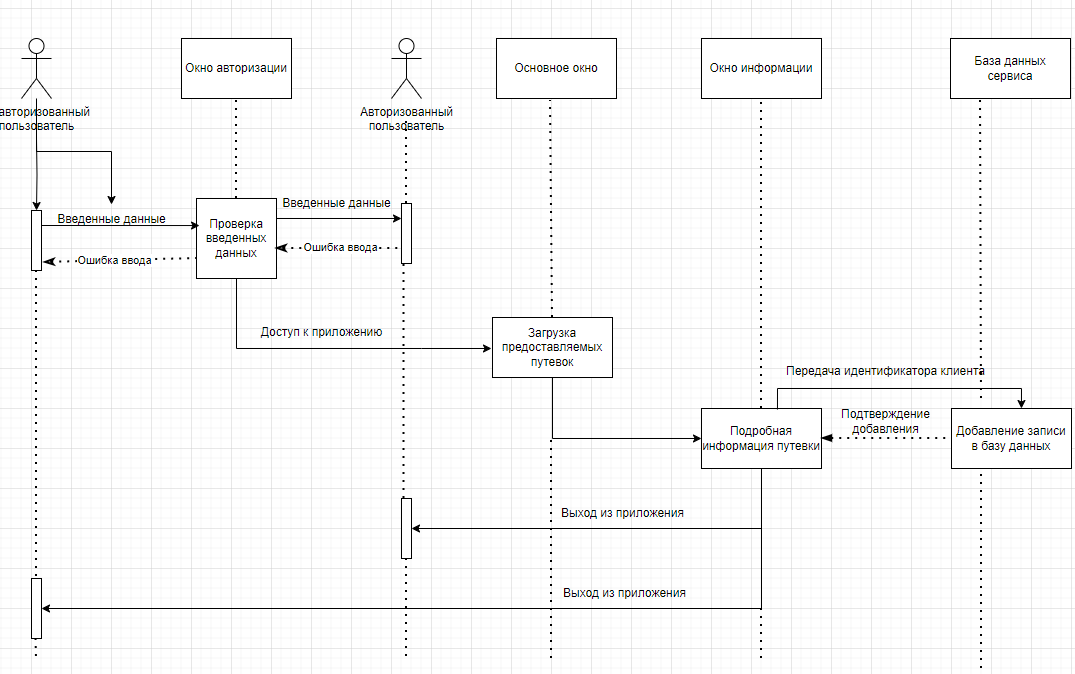 Окно авторизации
Основное окно
Окно информации
База данных
сервиса
авторизованный
пользователь
Авторизованный
пользователь
Введенные данные
Введенные данные
Проверка
введенных
данных
Ошибка ввода
Ошибка ввода
Доступ к приложению
Загрузка
предоставляемых
путевок
Передача идентификатора клиента
Подтверждение
добавления
Подробная
информация путевки
Добавление записи
в базу данных
Выход из приложения
Выход из приложения